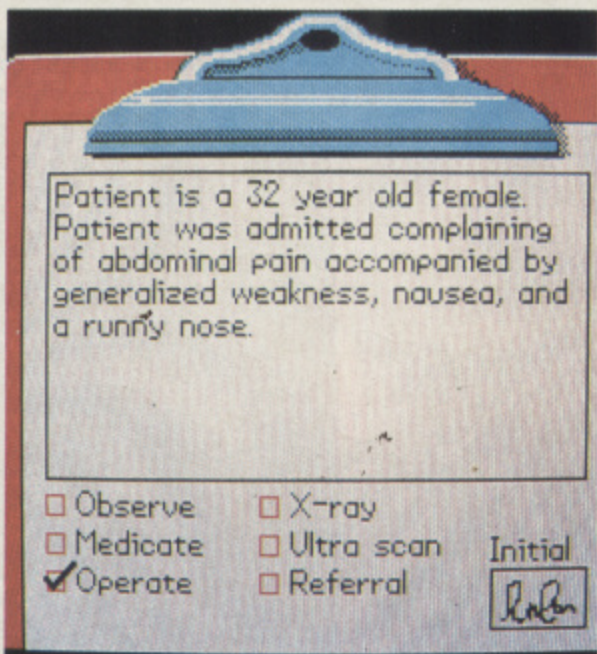 Patient is a 32 year old female.
Patient was admitted complaining
of abdominal pain accompanied by
generalized weakness, nausea, and
a runny nose.
Observe
X-ray
Medicate
Ultra scan
Operate
Referral
Initial